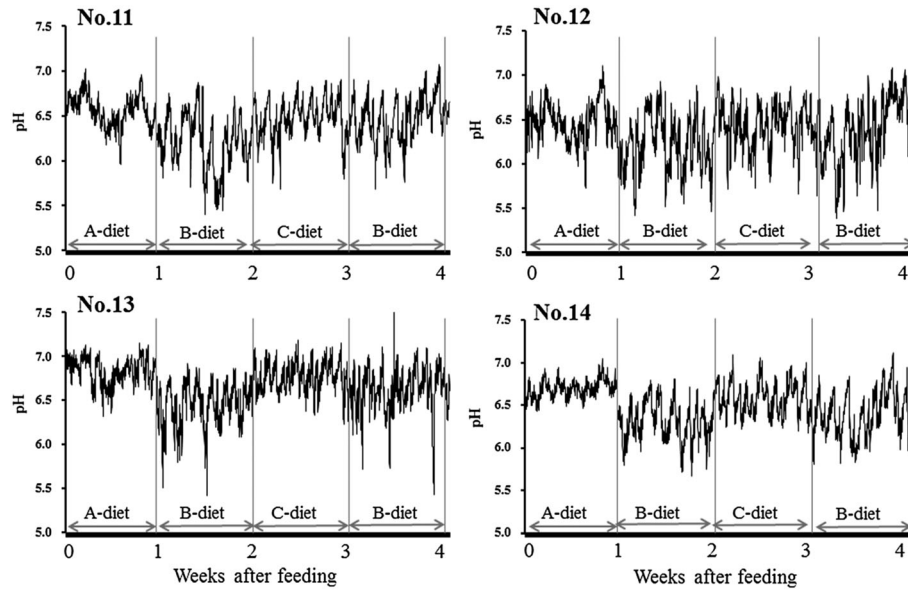 No.11
7.5
7.0
6.5
6.0
5.5
5.0
pH
A-diet B-diet C-diet B-diet
0 1 2 3 4
No.12
7.5
7.0
6.5
6.0
5.5
5.0
pH
A-diet B-diet C-diet B-diet
0 1 2 3 4
No.13
7.5
7.0
6.5
6.0
5.5
5.0
pH
A-diet B-diet C-diet B-diet
0 1 2 3 4
Weeks after feeding
No.14
7.5
7.0
6.5
6.0
5.5
5.0
pH
A-diet B-diet C-diet B-diet
0 1 2 3 4
Weeks after feeding